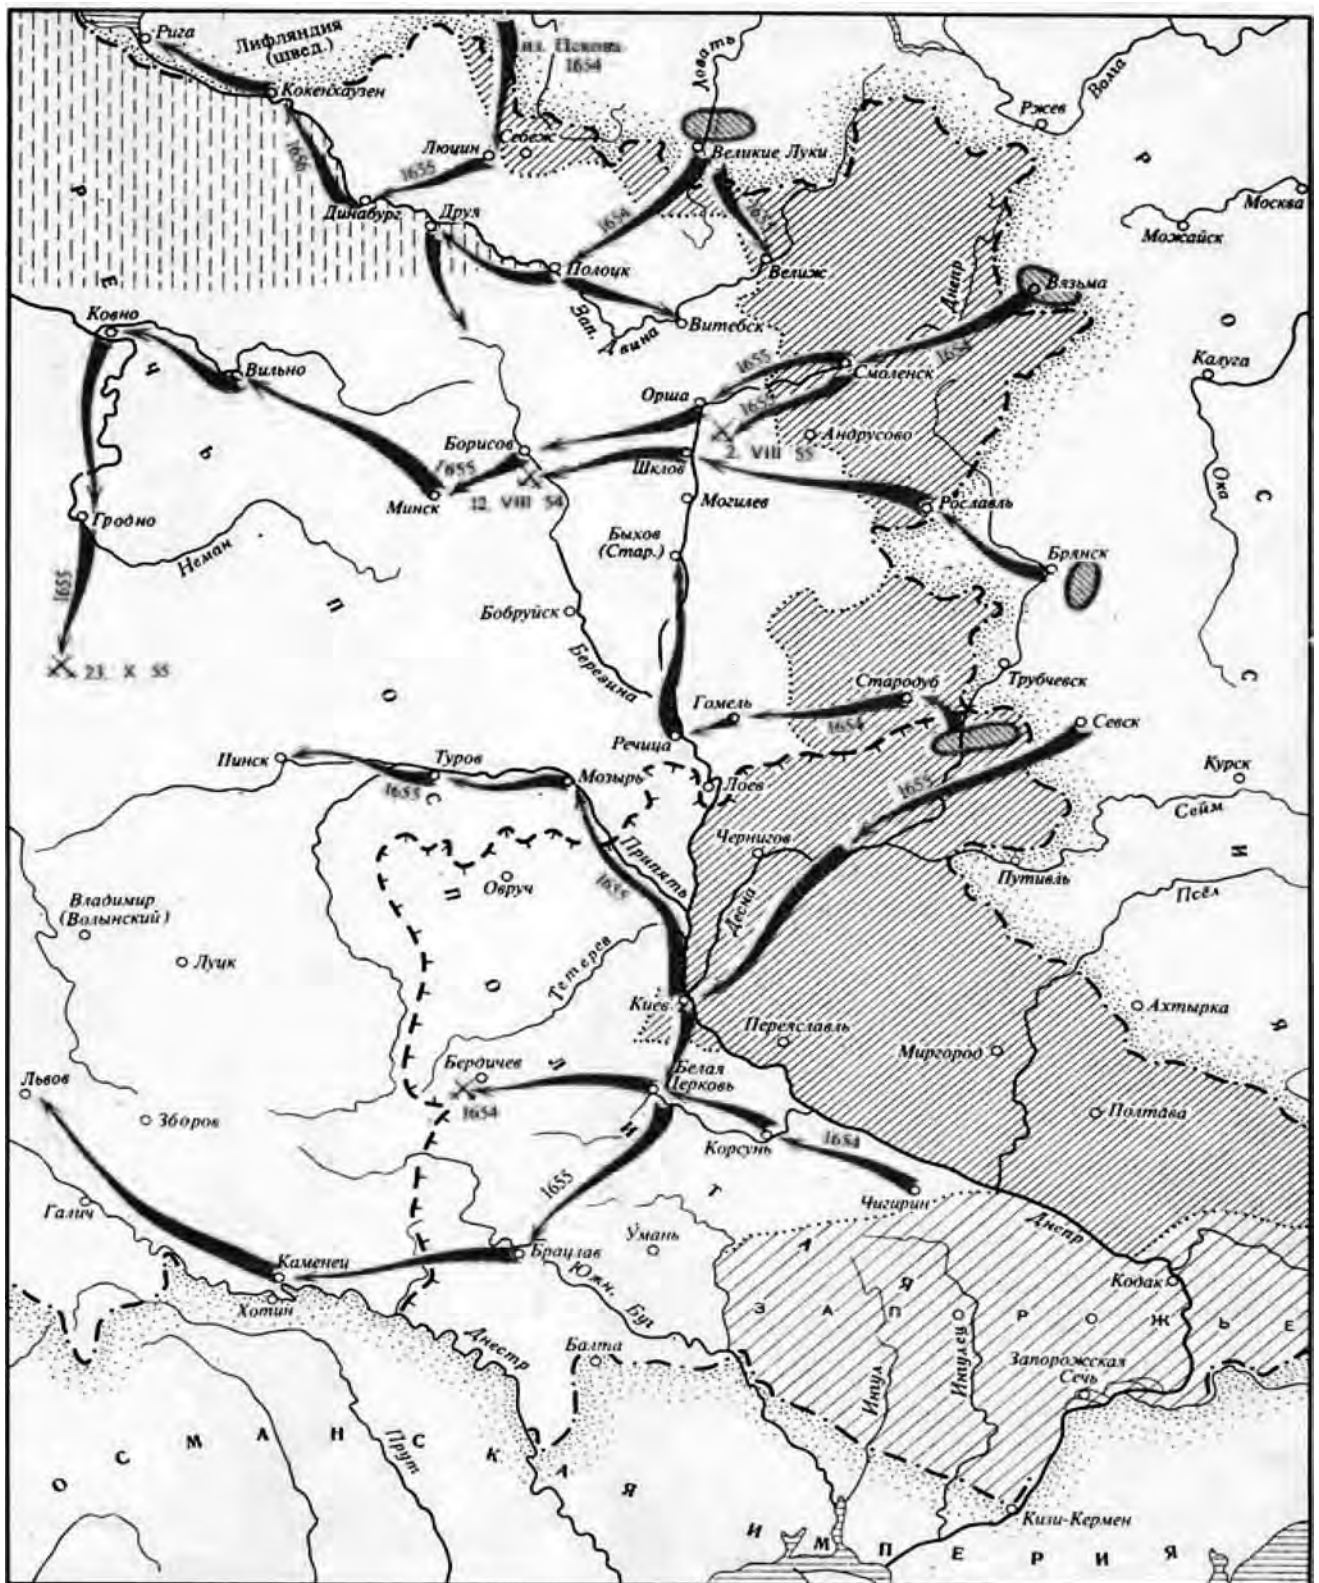 Рига
Лифляндия
(швед.)
из Пскова
1654
Ловать
Ржев
Кокенхаузен
1656
Люцин
Себеж
Великие Луки
1655
Динабург
Друя
1654
1655
Полоцк
Велиж
Зап.
Двина
Витебск
Днепр
Вязьма
1654
Можайск
Москва
Р О С С И Я
Калуга
Ока
Ковно
Вильно
Р Е Ч Ь
П О С П О Л И Т А Я
1655
Смоленск
Орша
1655
2. VIII 55
Андрусово
Борисов
1655
12. VIII 54
Минск
Шклов
Могилев
Рославль
Гродно
Неман
Быхов
(Стар.)
Брянск
1655
23. X 55
Бобруйск
Березина
Трубчевск
Стародуб
Гомель
1654
Севск
Речица
1655
Курск
Сейм
Пинск
Туров
1655
Мозырь
Лоев
Чернигов
Припять
1655
Овруч
Десна
Путивль
Псёл
Владимир
(Волынский)
Луцк
Тетерев
Киев
Переяславль
Ахтырка
Миргород
Бердичев
1654
Белая
Церковь
Львов
Зборов
Полтава
Корсунь
1654
Чигирин
1655
Галич
Каменец
Хотин
Брацлав
Умань
Южн.
Буг
Днепр
Кодак
З А П О Р О Ж Ь Е
Днестр
Балта
Ингул
Ингулец
Запорожская
Сечь
Прут
Кизи-Кермен
О С М А Н С К А Я
И М П Е Р И Я